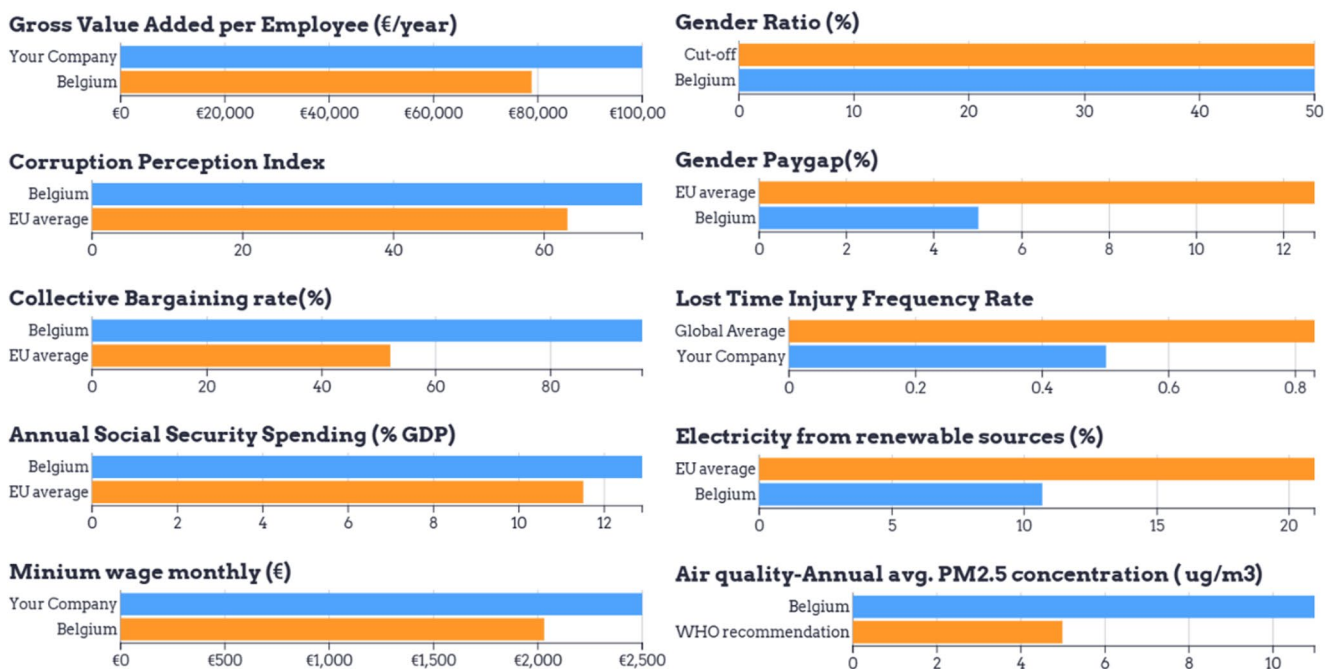 Gross Value Added per Employee (€/year)
Your Company
Belgium
€0 €20,000 €40,000 €60,000 €80,000 €100,00
Corruption Perception Index
Belgium
EU average
0 20 40 60
Collective Bargaining rate(%)
Belgium
EU average
0 20 40 60 80
Annual Social Security Spending (% GDP)
Belgium
EU average
0 2 4 6 8 10 12
Minium wage monthly (€)
Your Company
Belgium
€0 €500 €1,000 €1,500 €2,000 €2,500
Gender Ratio (%)
Cut-off
Belgium
0 10 20 30 40 50
Gender Paygap(%)
EU average
Belgium
0 2 4 6 8 10 12
Lost Time Injury Frequency Rate
Global Average
Your Company
0 0.2 0.4 0.6 0.8
Electricity from renewable sources (%)
EU average
Belgium
0 5 10 15 20
Air quality-Annual avg. PM2.5 concentration ( ug/m3)
Belgium
WHO recommendation
0 2 4 6 8 10